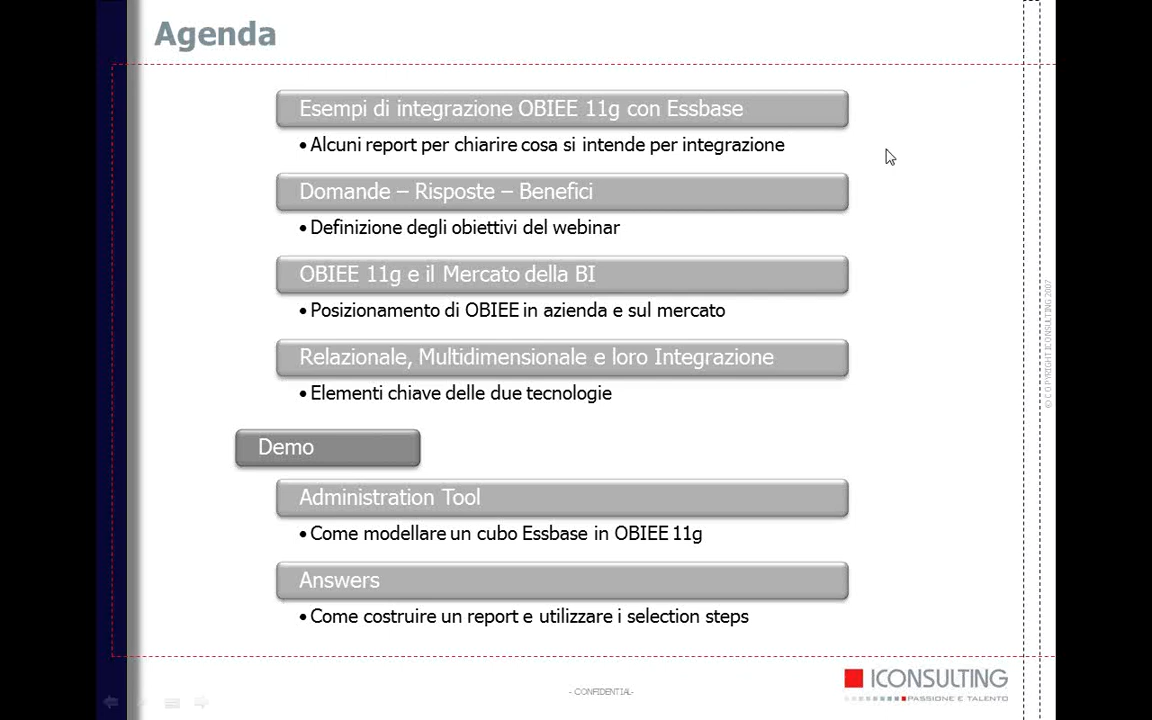 Agenda
Esempi di integrazione OBIEE 11g con Essbase
• Alcuni report per chiarire cosa si intende per integrazione
Domande – Risposte – Benefici
• Definizione degli obiettivi del webinar
OBIEE 11g e il Mercato della BI
• Posizionamento di OBIEE in azienda e sul mercato
Relazionale, Multidimensionale e loro Integrazione
• Elementi chiave delle due tecnologie
Demo
Administration Tool
• Come modellare un cubo Essbase in OBIEE 11g
Answers
• Come costruire un report e utilizzare i selection steps
© COPYRIGHT ICONSULTING 2007
- CONFIDENTIAL-
ICONSULTING
PASSIONE E TALENTO